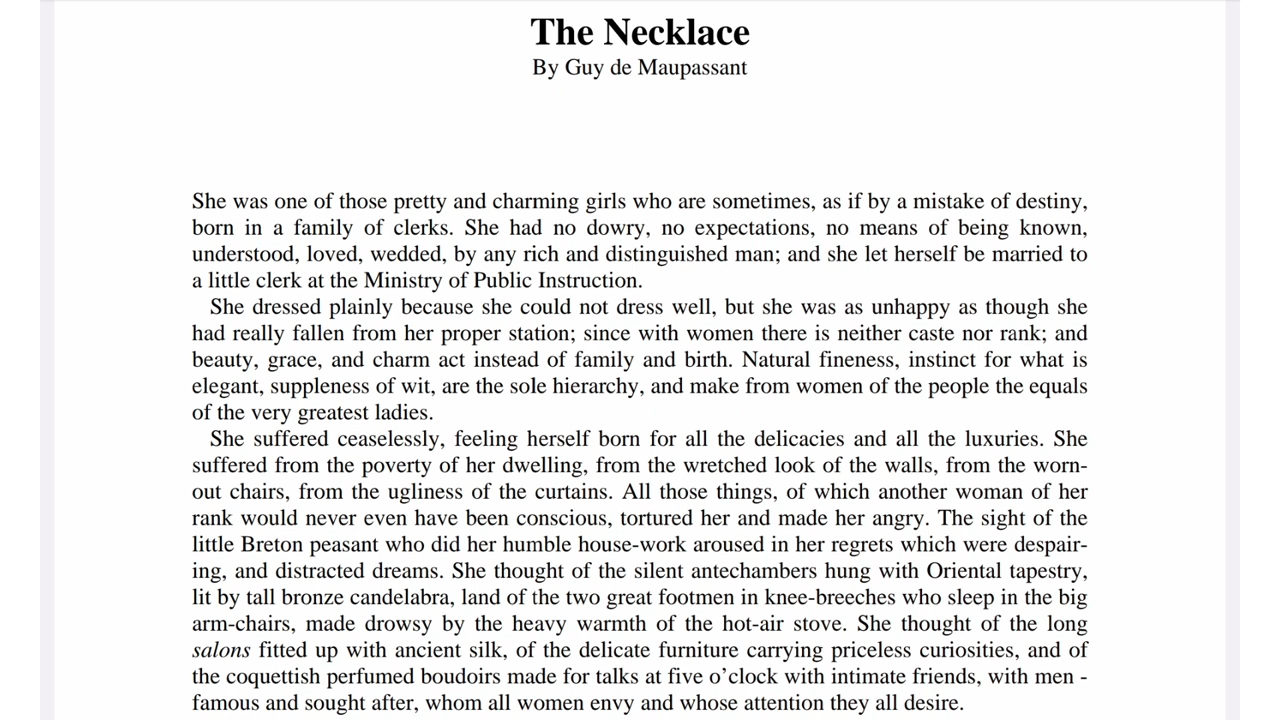 The Necklace
By Guy de Maupassant
She was one of those pretty and charming girls who are sometimes, as if by a mistake of destiny,
born in a family of clerks. She had no dowry, no expectations, no means of being known,
understood, loved, wedded, by any rich and distinguished man; and she let herself be married to
a little clerk at the Ministry of Public Instruction.
She dressed plainly because she could not dress well, but she was as unhappy as though she
had really fallen from her proper station; since with women there is neither caste nor rank; and
beauty, grace, and charm act instead of family and birth. Natural fineness, instinct for what is
elegant, suppleness of wit, are the sole hierarchy, and make from women of the people the equals
of the very greatest ladies.
She suffered ceaselessly, feeling herself born for all the delicacies and all the luxuries. She
suffered from the poverty of her dwelling, from the wretched look of the walls, from the worn-
out chairs, from the ugliness of the curtains. All those things, of which another woman of her
rank would never even have been conscious, tortured her and made her angry. The sight of the
little Breton peasant who did her humble house-work aroused in her regrets which were despair-
ing, and distracted dreams. She thought of the silent antechambers hung with Oriental tapestry,
lit by tall bronze candelabra, land of the two great footmen in knee-breeches who sleep in the big
arm-chairs, made drowsy by the heavy warmth of the hot-air stove. She thought of the long
salons fitted up with ancient silk, of the delicate furniture carrying priceless curiosities, and of
the coquettish perfumed boudoirs made for talks at five o’clock with intimate friends, with men -
famous and sought after, whom all women envy and whose attention they all desire.